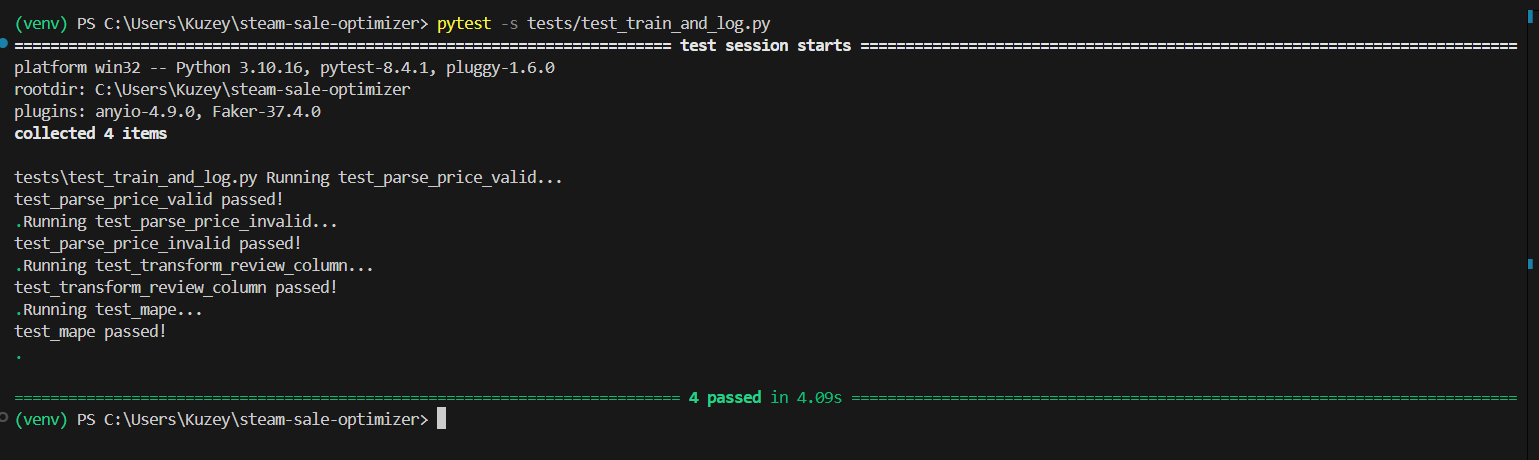 (venv) PS C:\Users\Kuzey\steam-sale-optimizer> pytest -s tests/test_train_and_log.py
========================================================================= test session starts =========================================================================
platform win32 -- Python 3.10.16, pytest-8.4.1, pluggy-1.6.0
rootdir: C:\Users\Kuzey\steam-sale-optimizer
plugins: anyio-4.9.0, Faker-37.4.0
collected 4 items
tests\test_train_and_log.py Running test_parse_price_valid...
test_parse_price_valid passed!
.Running test_parse_price_invalid...
test_parse_price_invalid passed!
.Running test_transform_review_column...
test_transform_review_column passed!
.Running test_mape...
test_mape passed!
.
========================================================================== 4 passed in 4.09s ==========================================================================
(venv) PS C:\Users\Kuzey\steam-sale-optimizer>